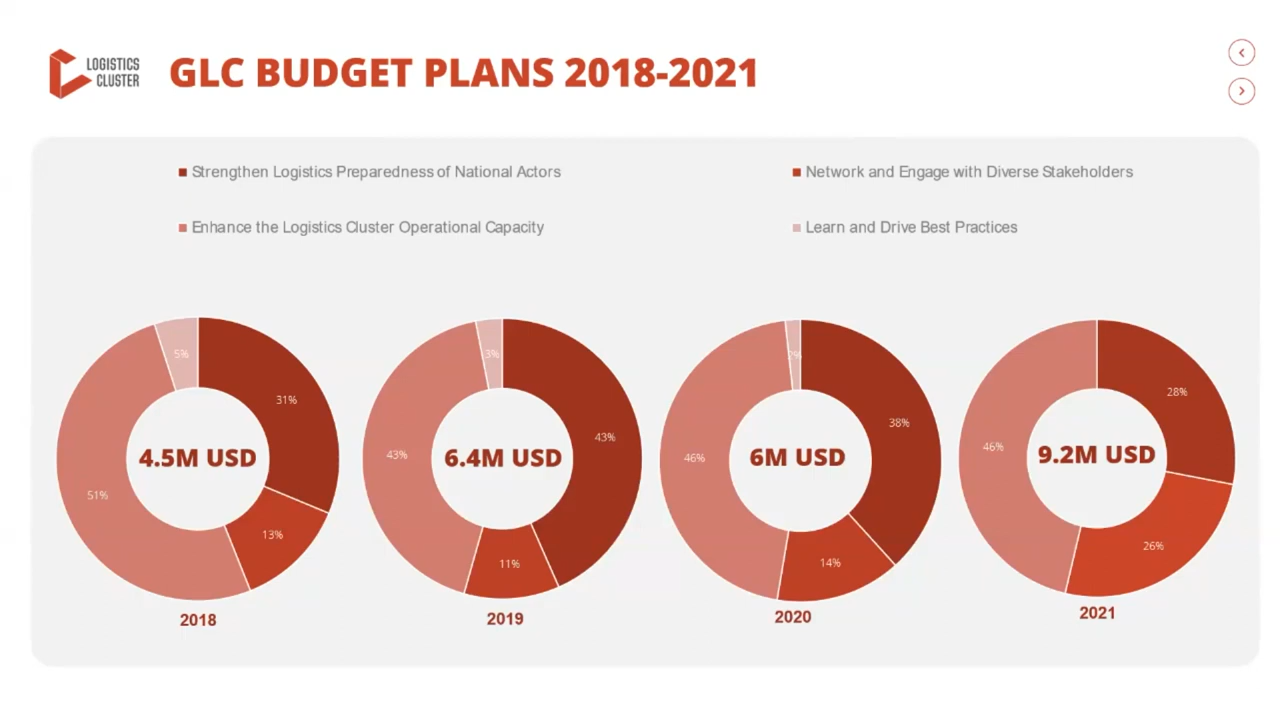 LOGISTICS
CLUSTER
GLC BUDGET PLANS 2018-2021
Strengthen Logistics Preparedness of National Actors
Network and Engage with Diverse Stakeholders
Enhance the Logistics Cluster Operational Capacity
Learn and Drive Best Practices
5%
31%
51%
13%
4.5M USD
2018
3%
43%
43%
11%
6.4M USD
2019
2%
38%
46%
14%
6M USD
2020
28%
46%
26%
9.2M USD
2021